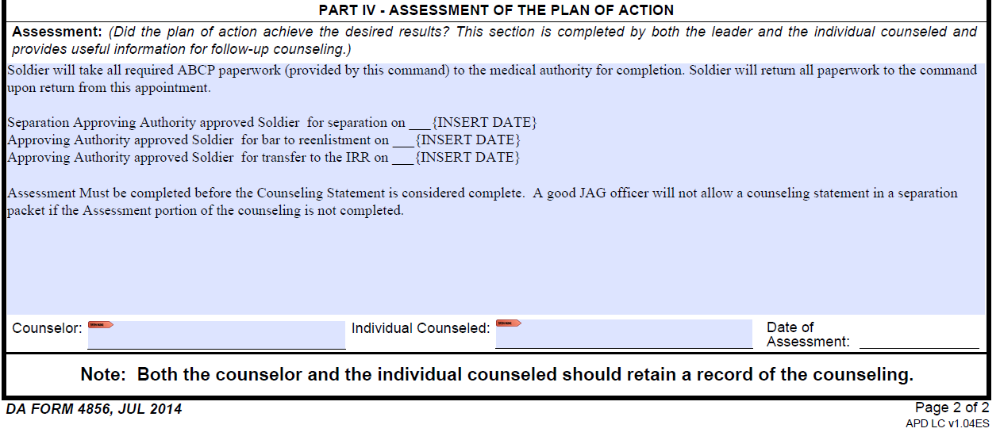 PART IV - ASSESSMENT OF THE PLAN OF ACTION
Assessment: (Did the plan of action achieve the desired results? This section is completed by both the leader and the individual counseled and
provides useful information for follow-up counseling.)
Soldier will take all required ABCP paperwork (provided by this command) to the medical authority for completion. Soldier will return all paperwork to the command
upon return from this appointment.
Separation Approving Authority approved Soldier  for separation on ___{INSERT DATE}
Approving Authority approved Soldier  for bar to reenlistment on ___{INSERT DATE}
Approving Authority approved Soldier  for transfer to the IRR on ___{INSERT DATE}
Assessment Must be completed before the Counseling Statement is considered complete.  A good JAG officer will not allow a counseling statement in a separation
packet if the Assessment portion of the counseling is not completed.
Counselor: Individual Counseled: Date of
Assessment:
Note:  Both the counselor and the individual counseled should retain a record of the counseling.
DA FORM 4856, JUL 2014 Page 2 of 2
APD LC v1.04ES